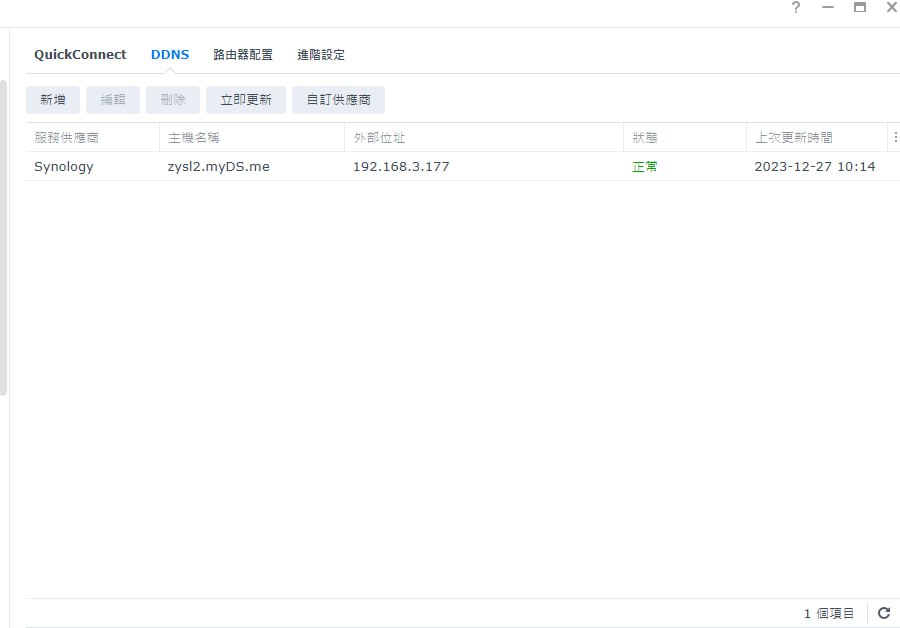 QuickConnect DDNS 路由器配置 進階設定
新增 編輯 刪除 立即更新 自訂供應商
服務供應商 主機名稱 外部位址 狀態 上次更新時間
Synology zysl2.myDS.me 192.168.3.177 正常 2023-12-27 10:14
1 個項目